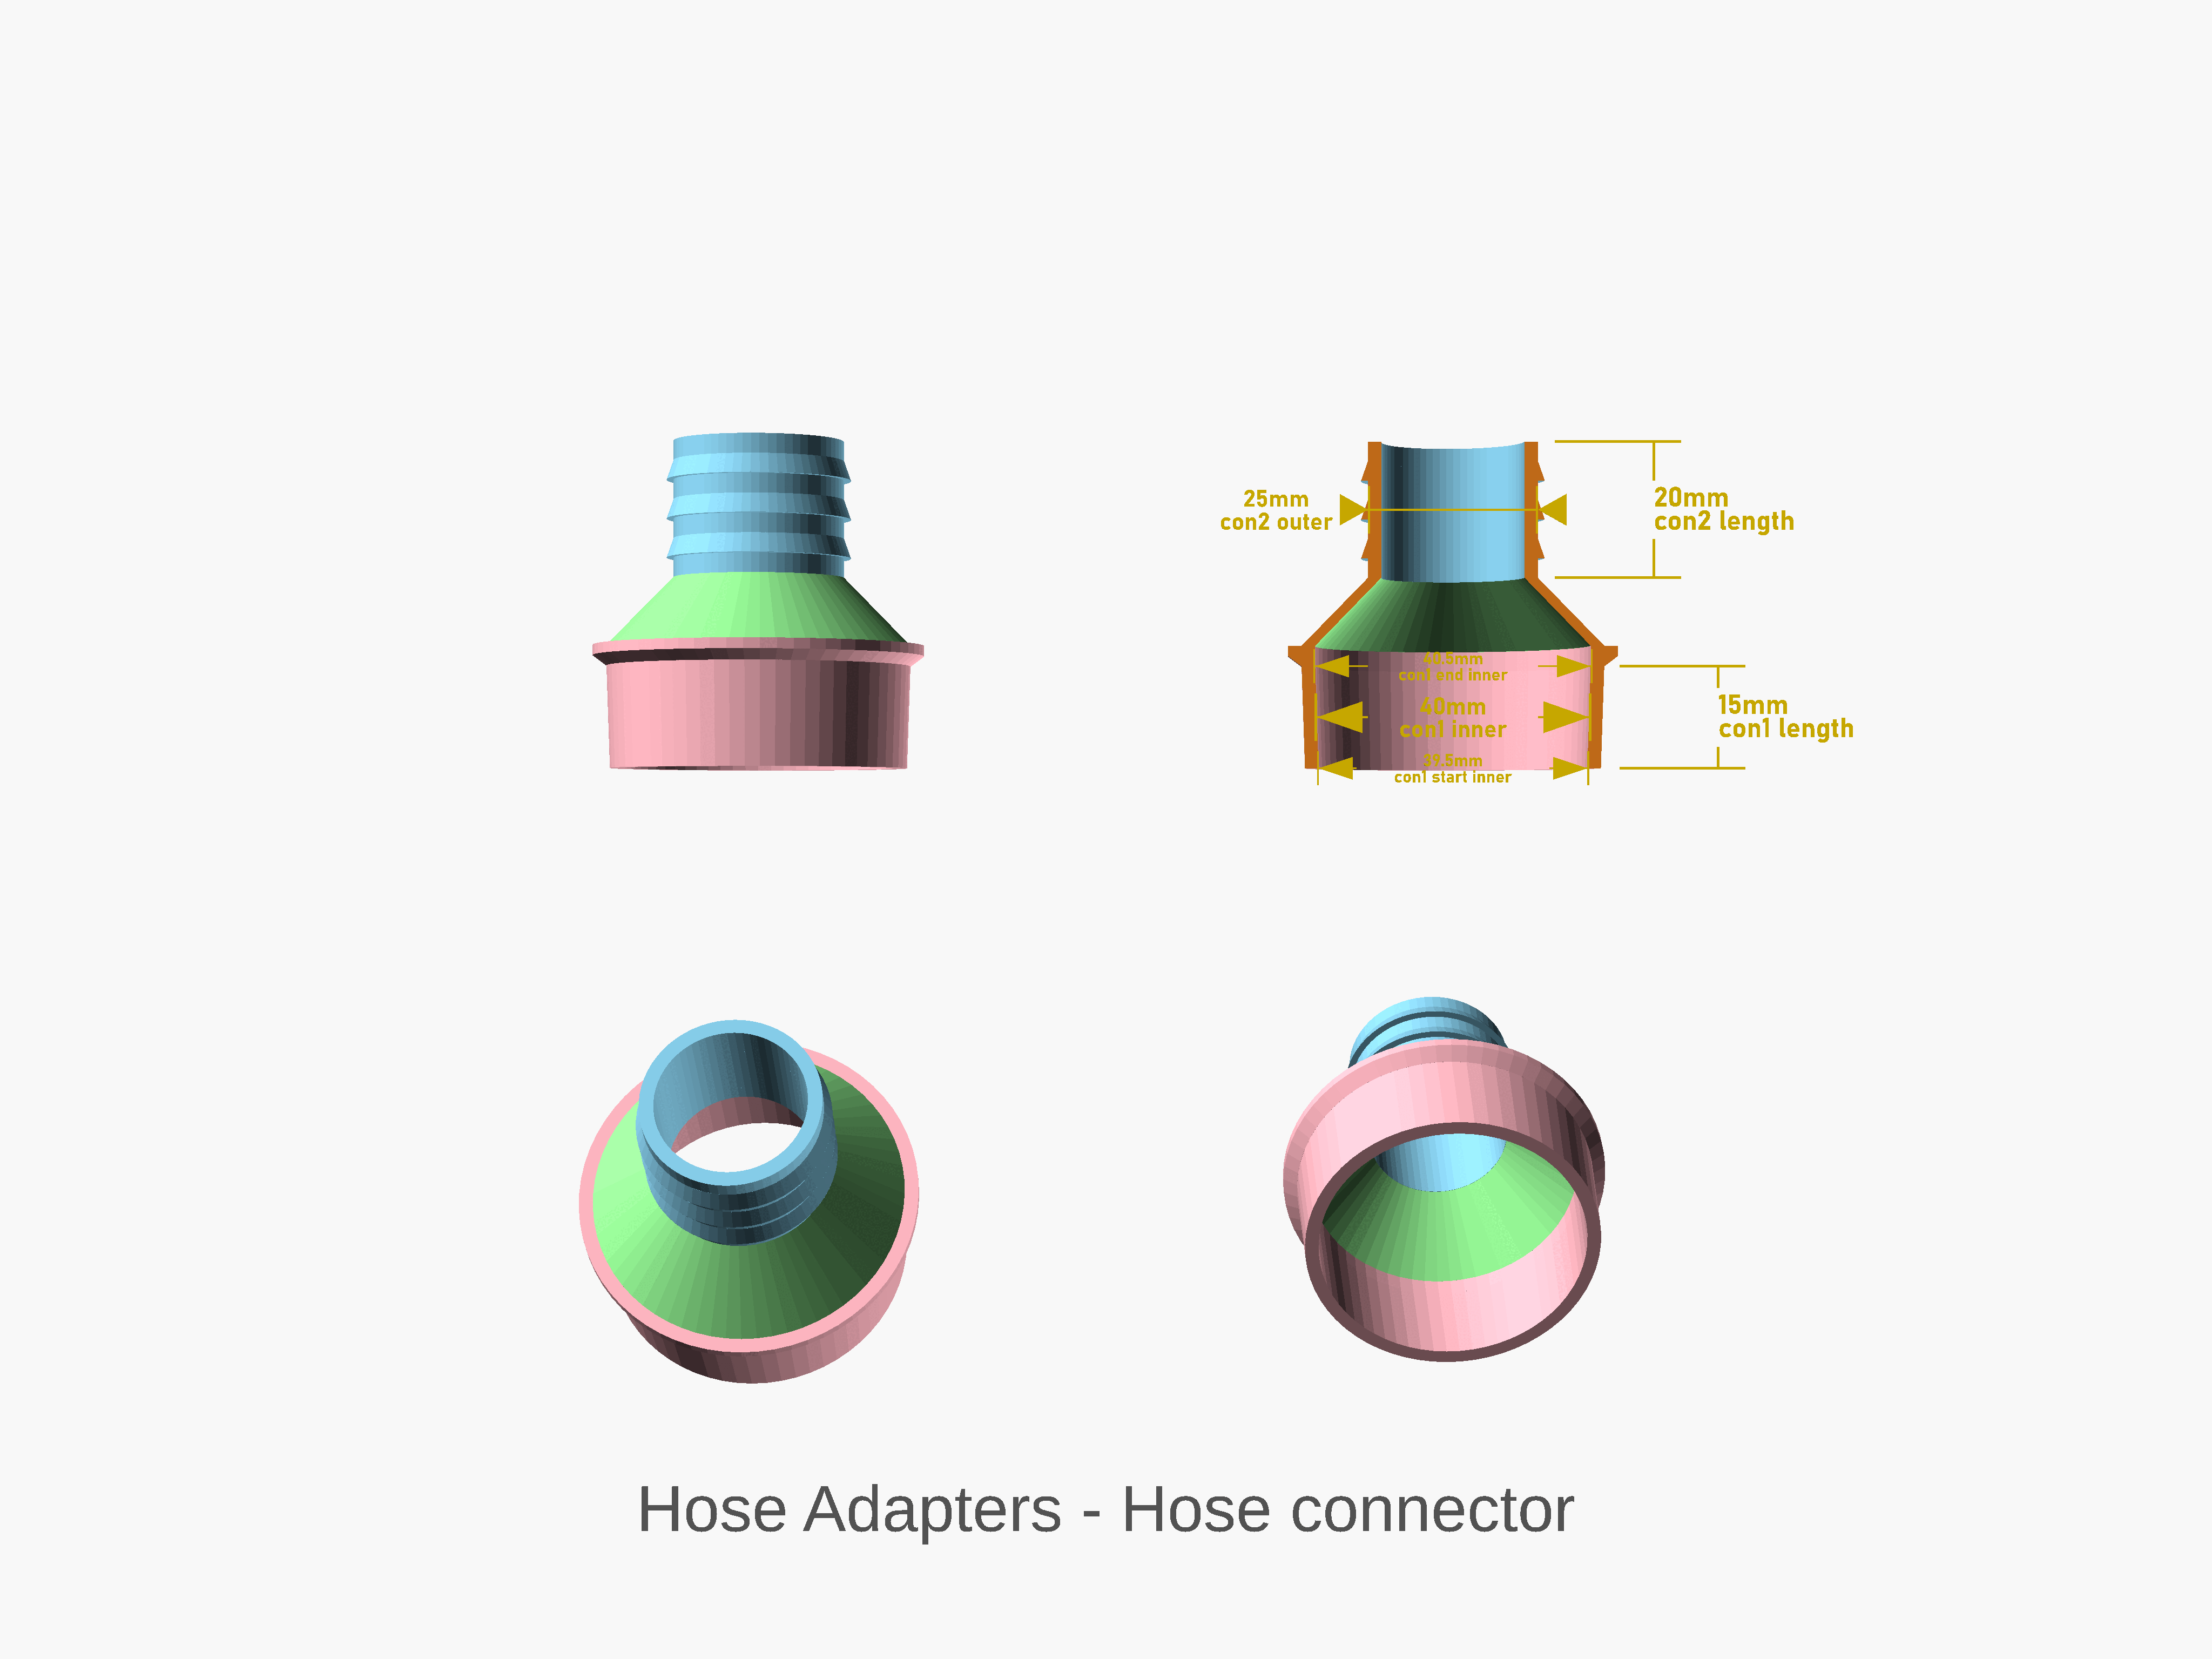 25mm
con2 outer
20mm
con2 length
40.5mm
con1 end inner
40mm
con1 inner
15mm
con1 length
39.5mm
con1 start inner
Hose Adapters - Hose connector